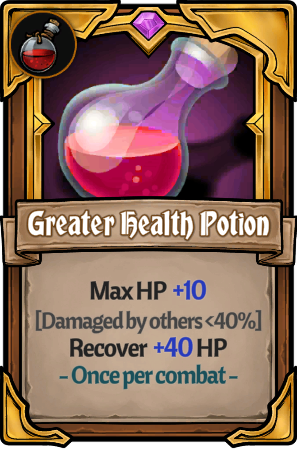 Greater Health Potion
Max HP +10
[Damaged by others <40%]
Recover +40 HP
- Once per combat -